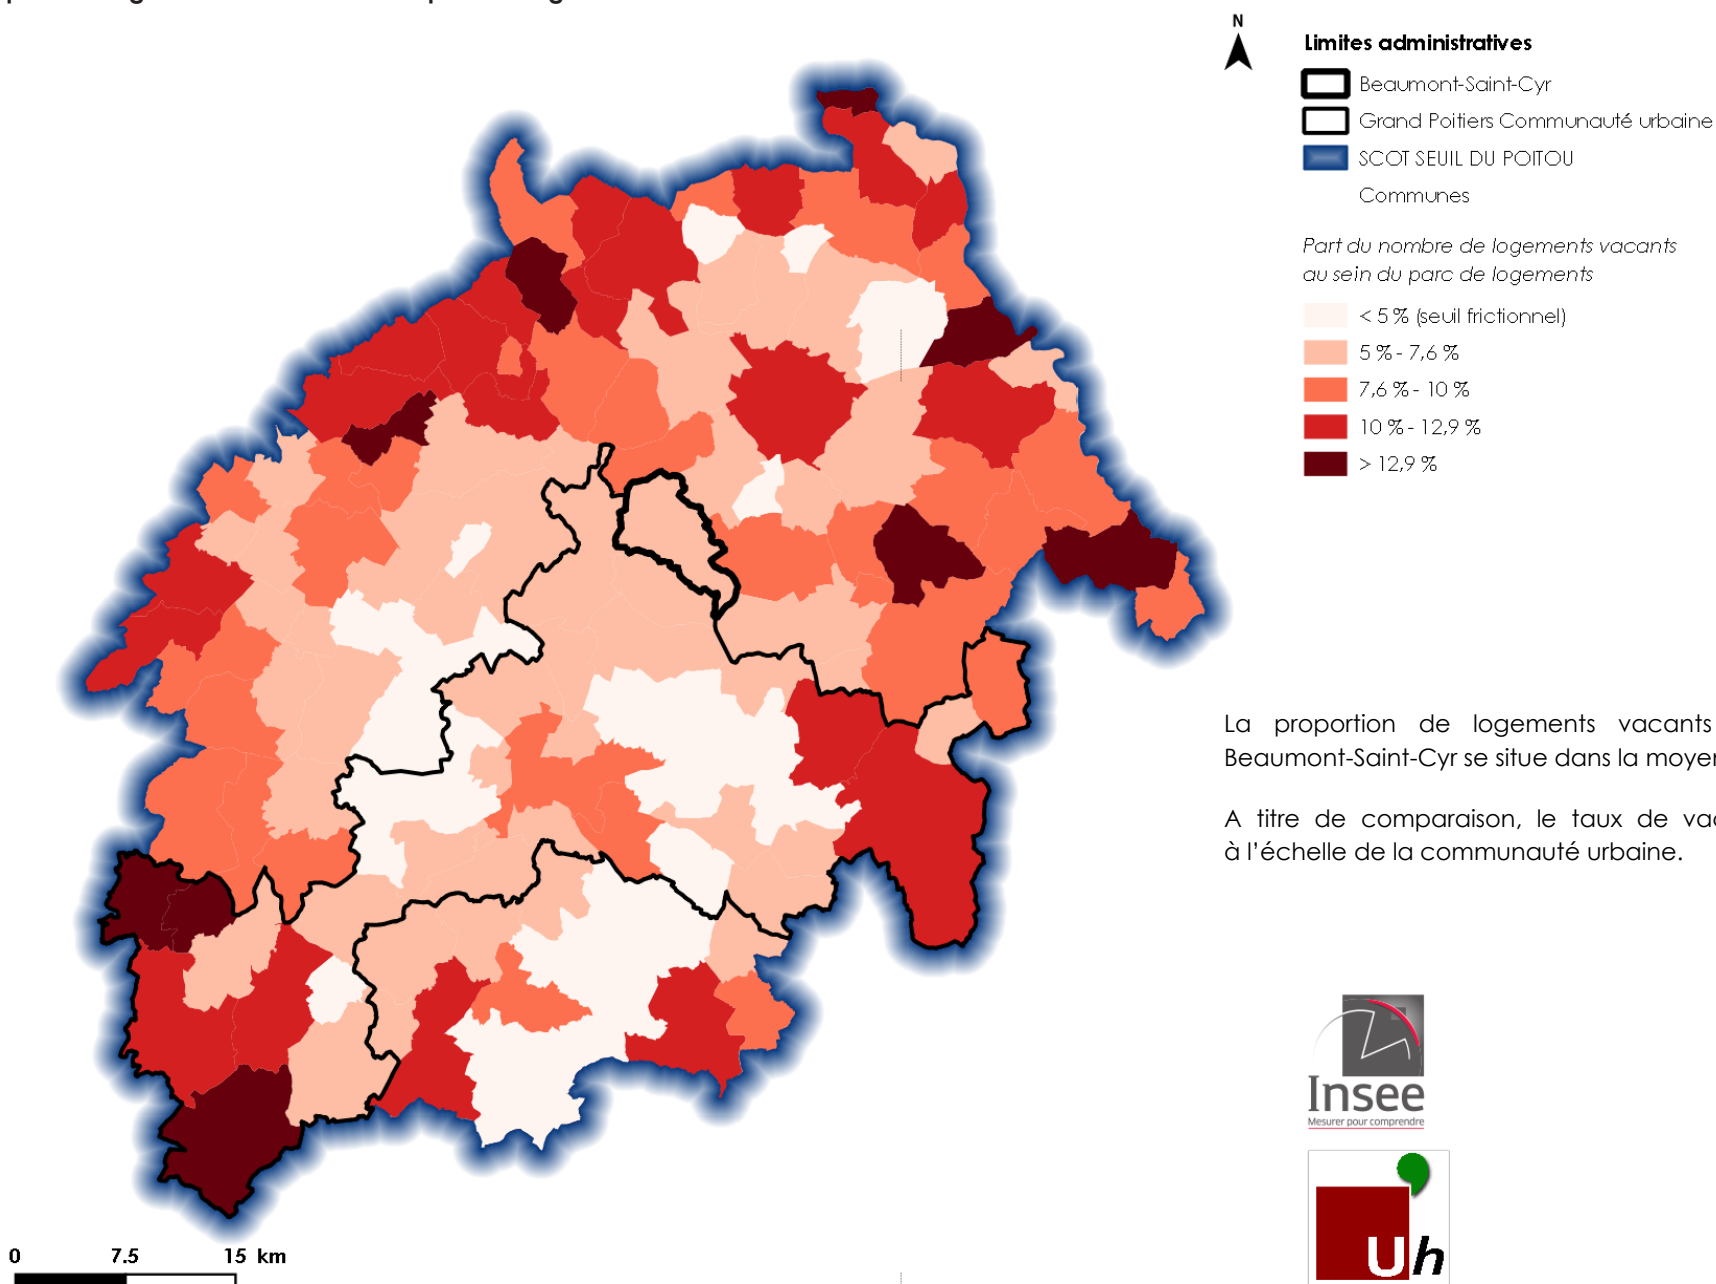 N
Limites administratives
Beaumont-Saint-Cyr
Grand Poitiers Communauté urbaine
SCOT SEUIL DU POITOU
Communes
Part du nombre de logements vacants
au sein du parc de logements
< 5 % (seuil frictionnel)
5 % - 7,6 %
7,6 % - 10 %
10 % - 12,9 %
> 12,9 %
La proportion de logements vacants
Beaumont-Saint-Cyr se situe dans la
A titre de comparaison, le taux de
à l’échelle de la communauté urbaine.
Insee
Mesurer pour comprendre
Uh
0 7.5 15 km